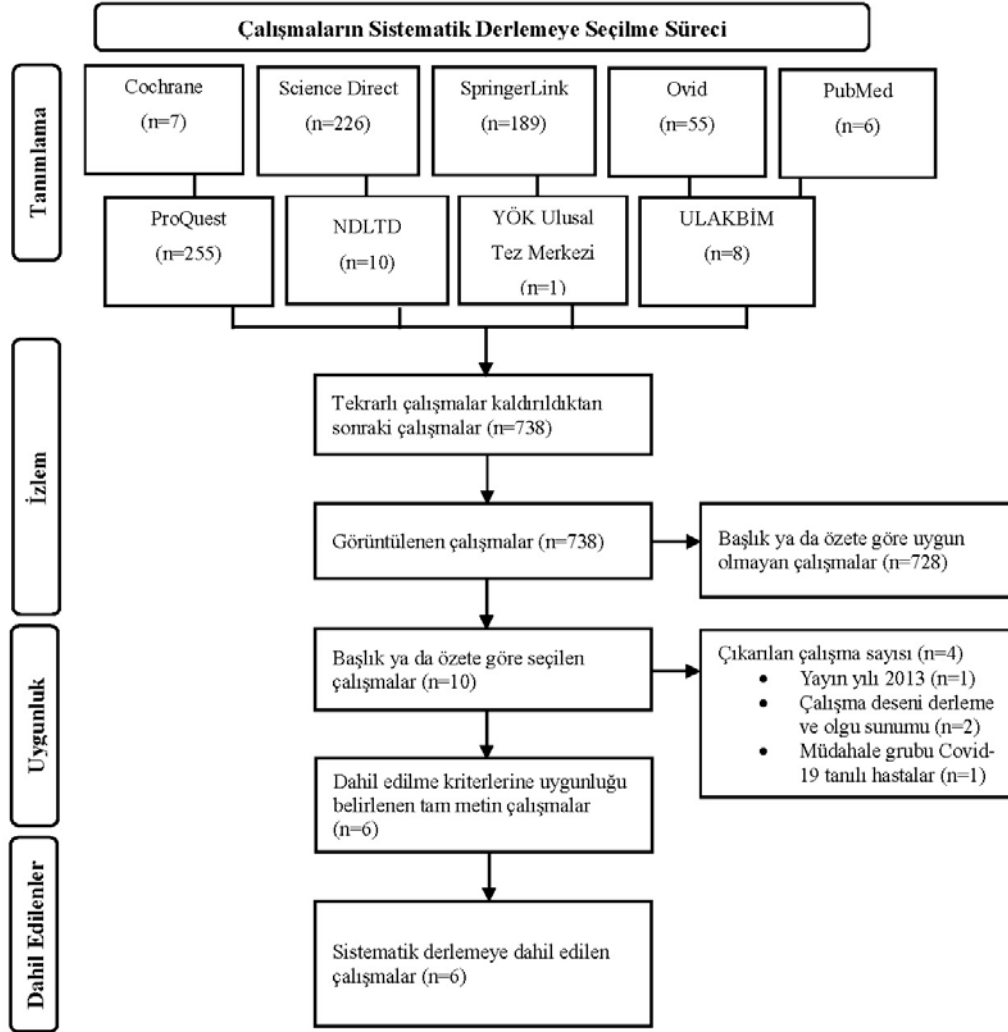 Çalışmaların Sistematik Derlemeye Seçilme Süreci
Tanımlama
Cochrane
(n=7)
Science Direct
(n=226)
SpringerLink
(n=189)
Ovid
(n=55)
PubMed
(n=6)
ProQuest
(n=255)
NDLTD
(n=10)
YÖK Ulusal
Tez Merkezi
(n=1)
ULAKBİM
(n=8)
İzlem
Tekrarlı çalışmalar kaldırıldıktan
sonraki çalışmalar (n=738)
Görüntülenen çalışmalar (n=738)
Başlık ya da özete göre uygun
olmayan çalışmalar (n=728)
Uygunluk
Başlık ya da özete göre seçilen
çalışmalar (n=10)
Çıkarılan çalışma sayısı (n=4)
• Yayın yılı 2013 (n=1)
• Çalışma deseni derleme
ve olgu sunumu (n=2)
• Müdahale grubu Covid-
19 tanılı hastalar (n=1)
Dahil edilme kriterlerine uygunluğu
belirlenen tam metin çalışmalar
(n=6)
Dahil Edilenler
Sistematik derlemeye dahil edilen
çalışmalar (n=6)